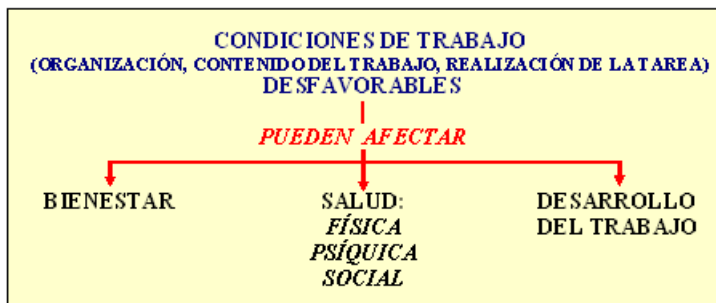 CONDICIONES DE TRABAJO
(ORGANIZACIÓN, CONTENIDO DEL TRABAJO, REALIZACIÓN DE LA TAREA)
DESFAVORABLES
PUEDEN AFECTAR
BIENESTAR
SALUD:
FÍSICA
PSÍQUICA
SOCIAL
DESARROLLO
DEL TRABAJO